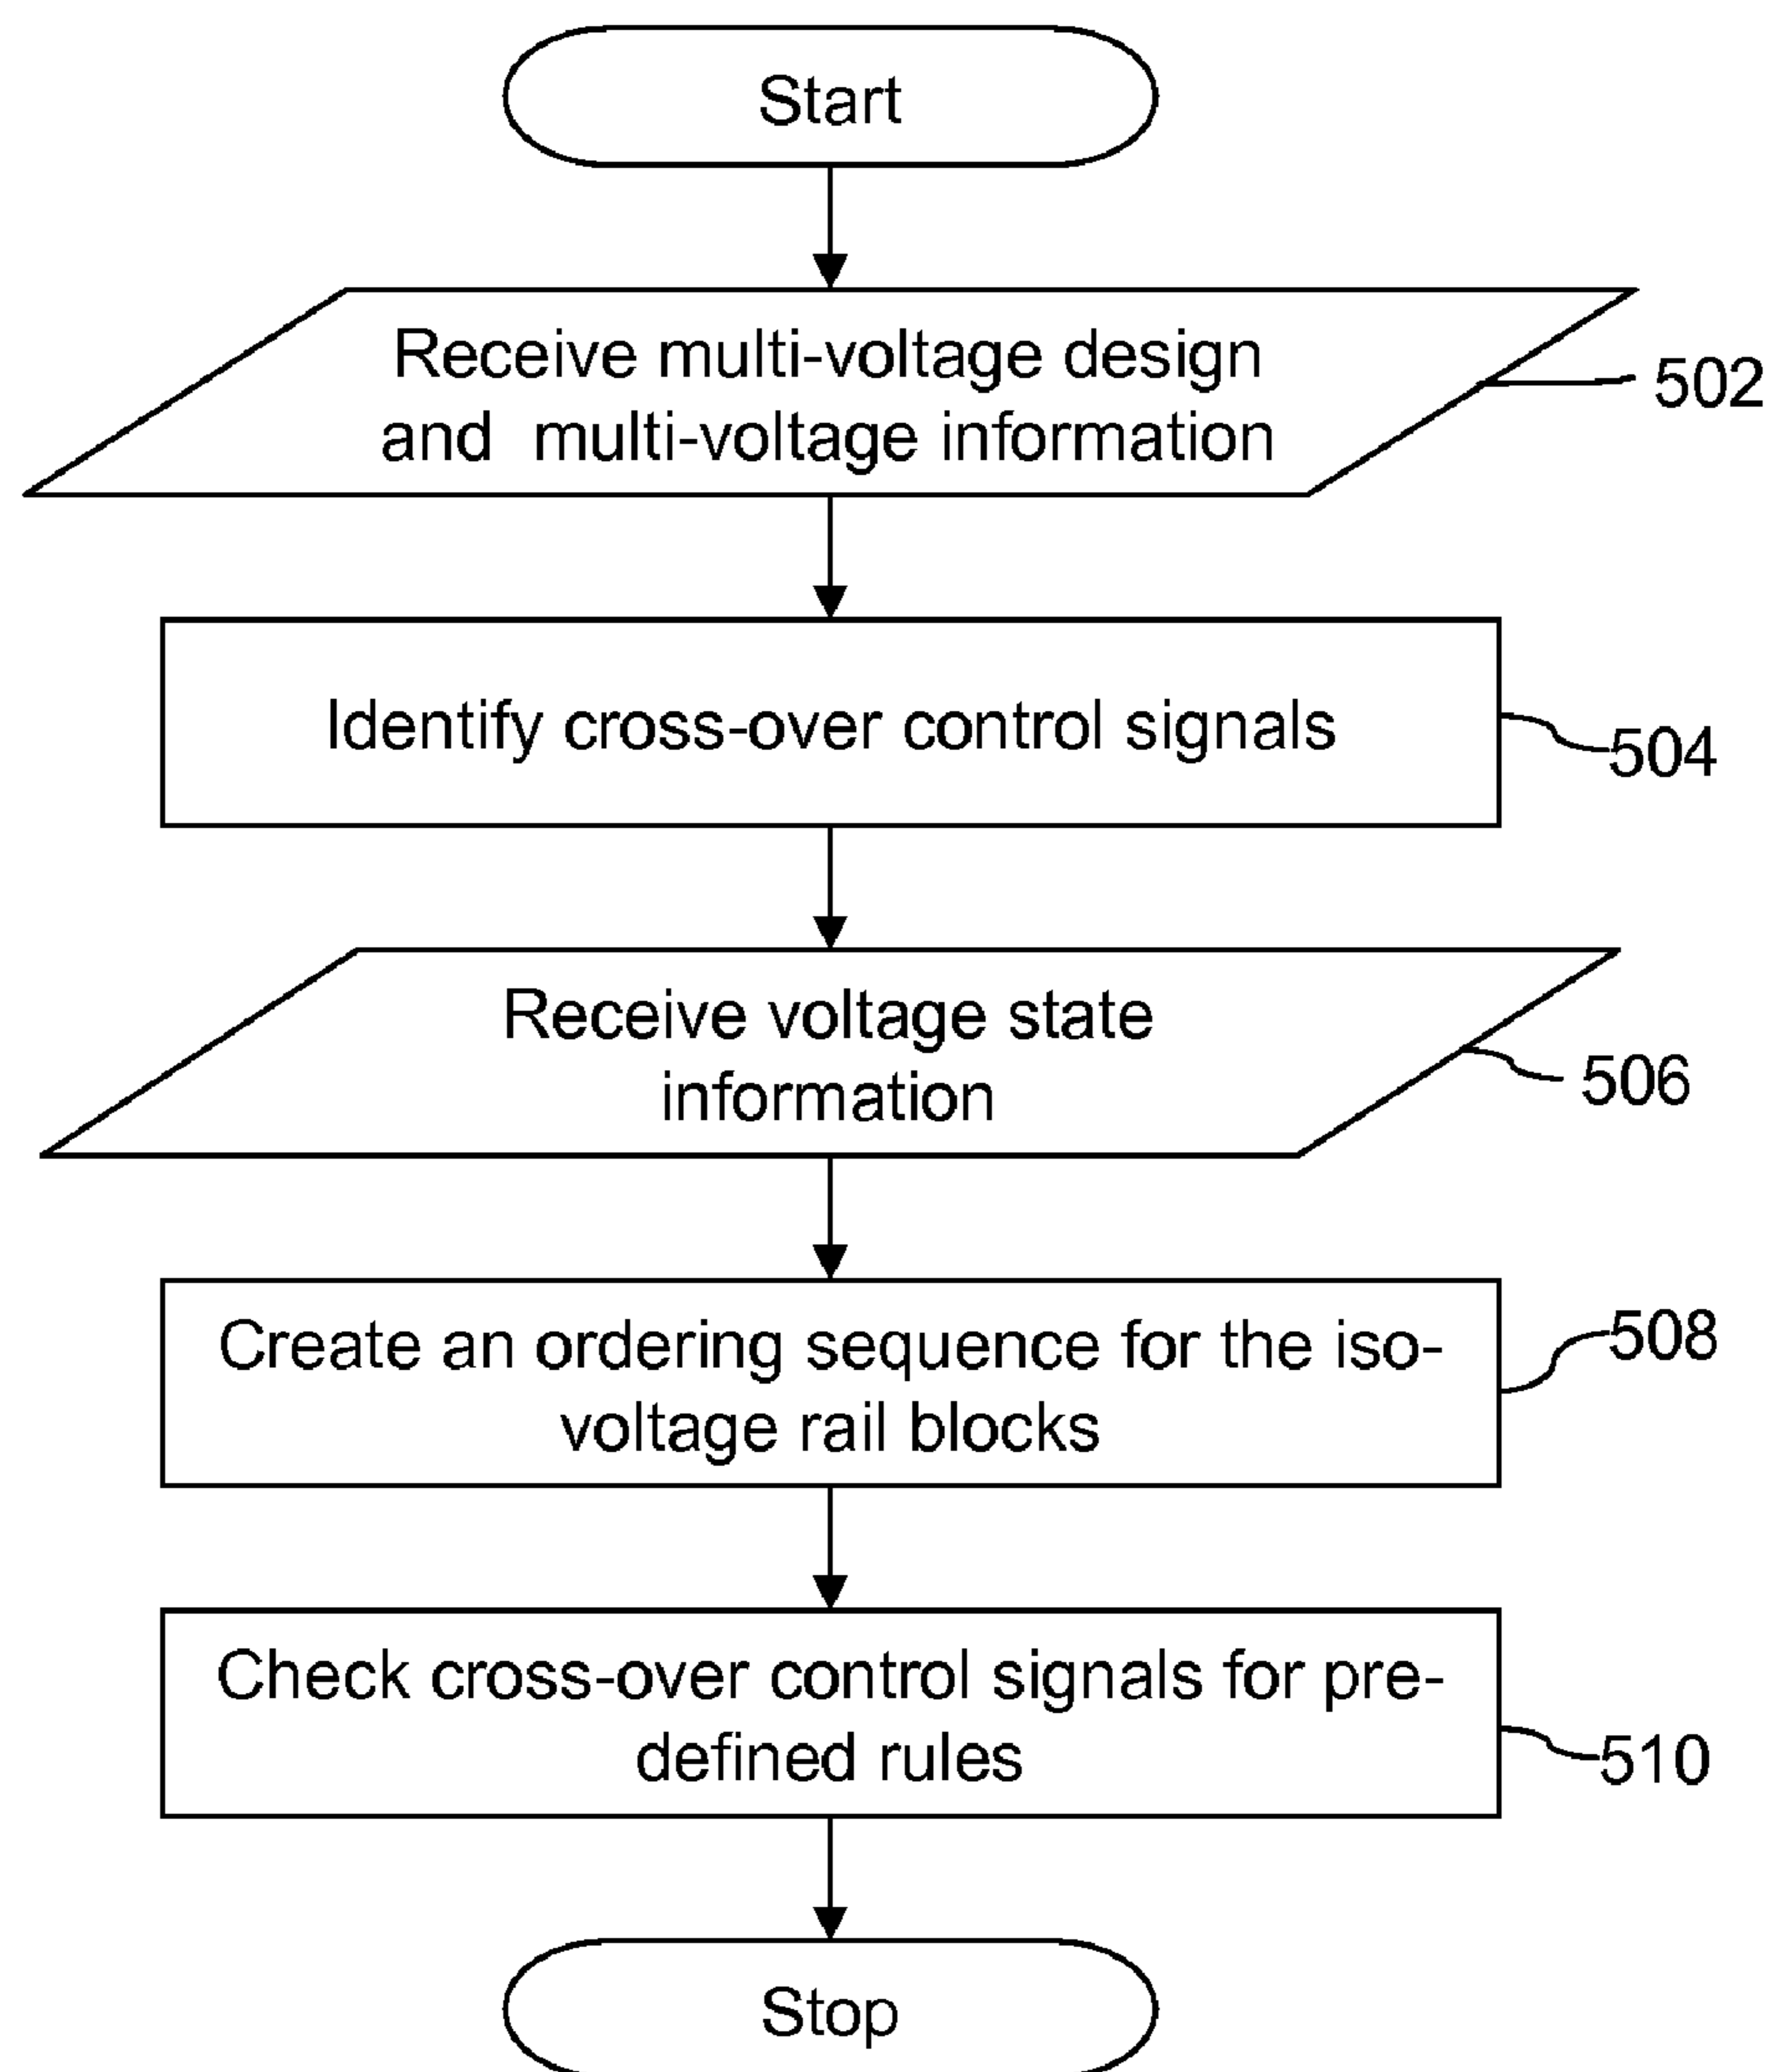 Start
Receive multi-voltage design
and multi-voltage information
502
Identify cross-over control signals
504
Receive voltage state
information
506
Create an ordering sequence for the iso-
voltage rail blocks
508
Check cross-over control signals for pre-
defined rules
510
Stop